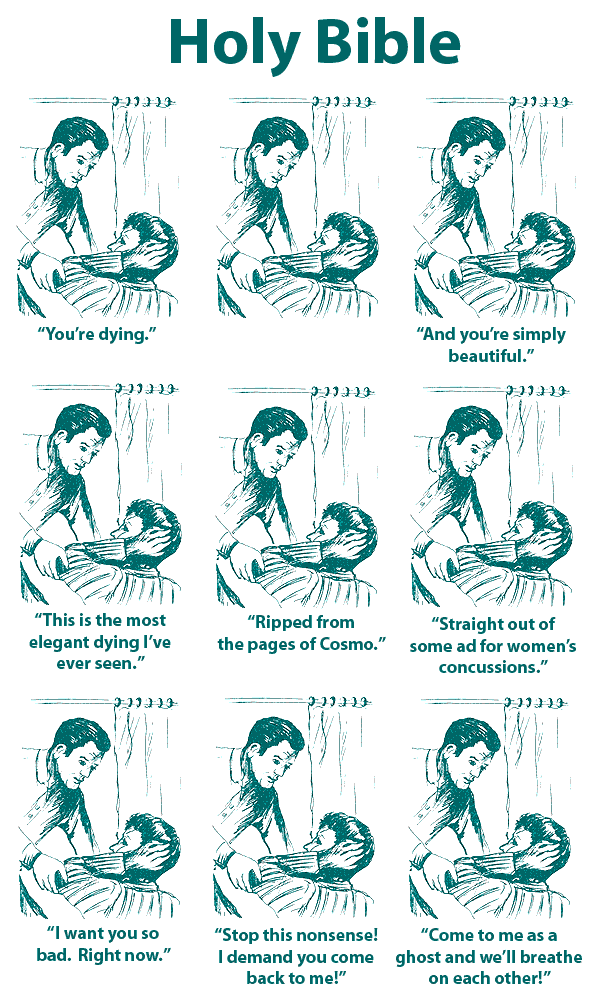 Holy Bible
“You’re dying.”
“And you’re simply
beautiful.”
“This is the most
elegant dying I’ve
ever seen.”
“Ripped from
the pages of Cosmo.”
“Straight out of
some ad for women’s
concussions.”
“I want you so
bad. Right now.”
“Stop this nonsense!
I demand you come
back to me!”
“Come to me as a
ghost and we’ll breathe
on each other!”